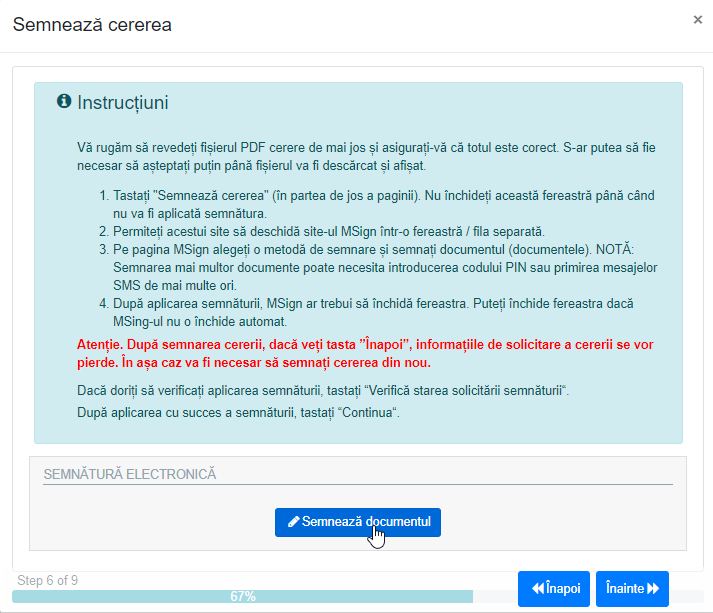 Semnează cererea
×
Instrucțiuni
Vă rugăm să revedeți fișierul PDF cerere de mai jos și asigurați-vă că totul este corect. S-ar putea să fie
necesar să așteptați puțin până fișierul va fi descărcat și afișat.
1. Tastați "Semnează cererea" (în partea de jos a paginii). Nu închideți această fereastră până când
nu va fi aplicată semnătura.
2. Permiteți acestui site să deschidă site-ul MSign într-o fereastră / fila separată.
3. Pe pagina MSign alegeți o metodă de semnare și semnați documentul (documentele). NOTĂ:
Semnarea mai multor documente poate necesita introducerea codului PIN sau primirea mesajelor
SMS de mai multe ori.
4. După aplicarea semnăturii, MSign ar trebui să închidă fereastra. Puteți închide fereastra dacă
MSing-ul nu o închide automat.
Atenție. După semnarea cererii, dacă veți tasta ”Înapoi”, informațiile de solicitare a cererii se vor
pierde. În așa caz va fi necesar să semnați cererea din nou.
Dacă doriți să verificați aplicarea semnăturii, tastați “Verifică starea solicitării semnăturii“.
După aplicarea cu succes a semnăturii, tastați “Continua“.
SEMNĂTURĂ ELECTRONICĂ
Semnează documentul
Step 6 of 9
67%
Înapoi
Înainte